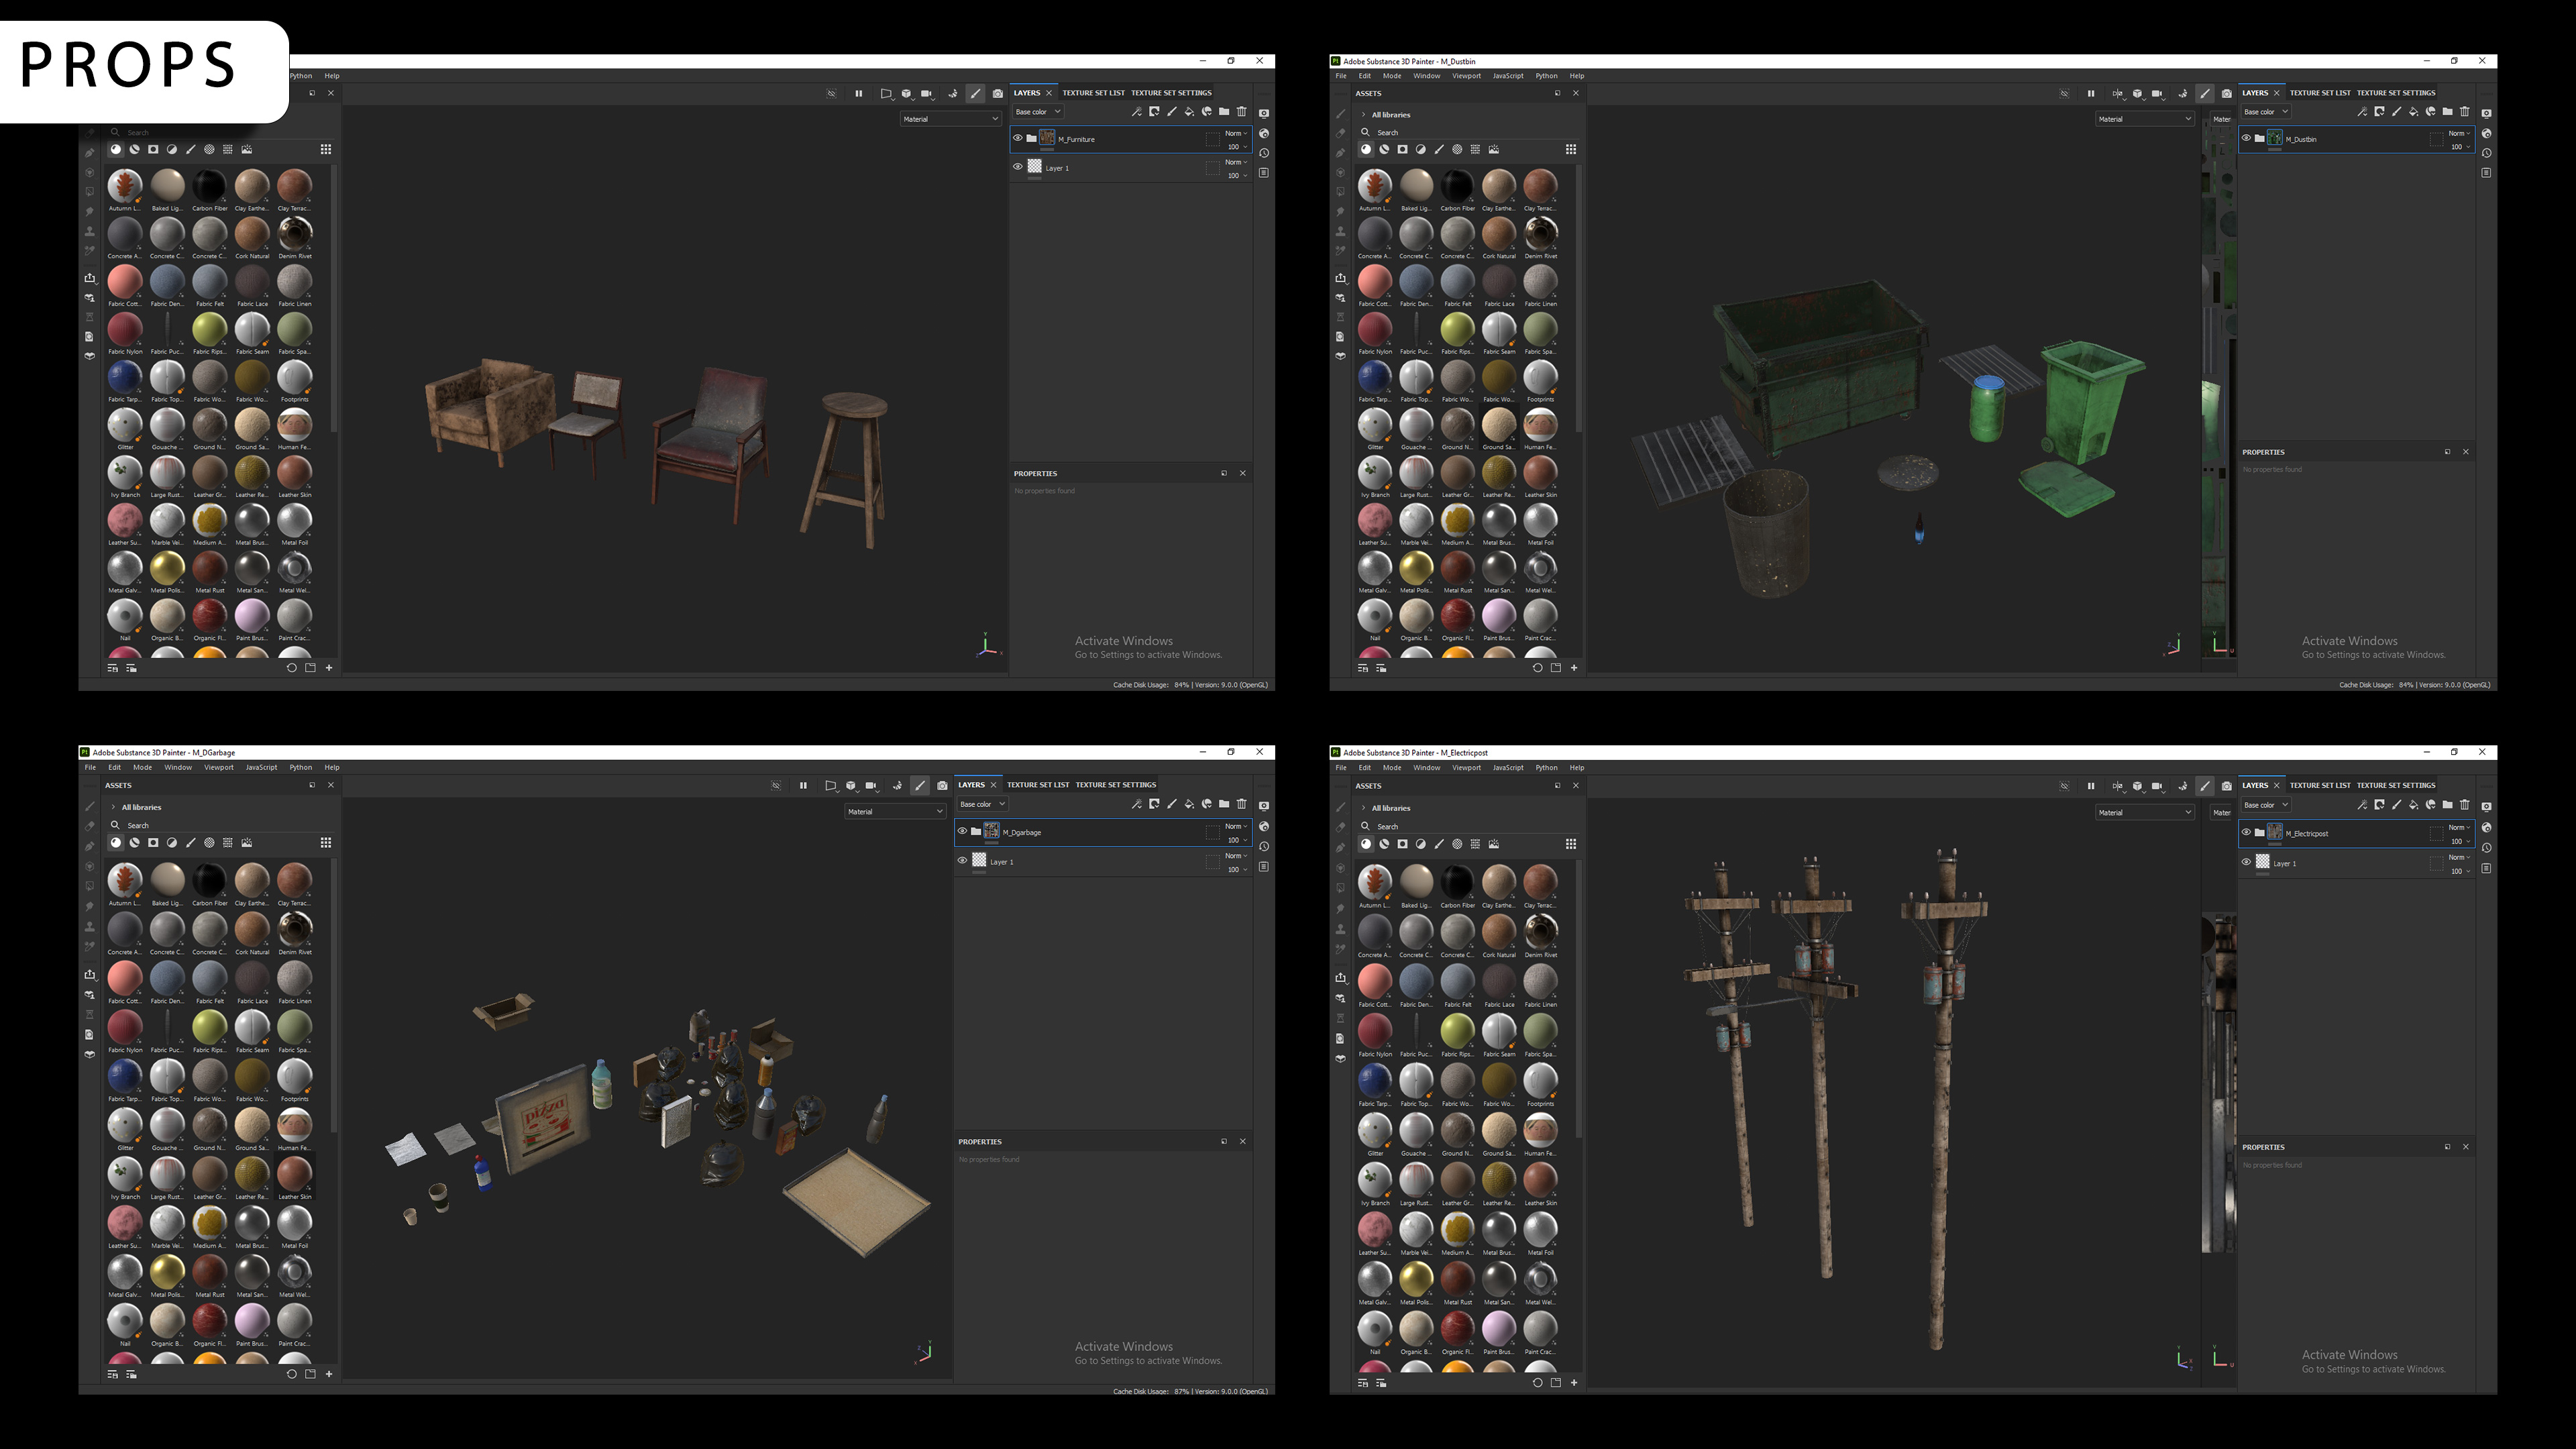 PROPS
Python Help
Search
LAYERS TEXTURE SET LIST TEXTURE SET SETTINGS
Base color
Material
M_Furniture
Norm
100
Layer 1
Norm
100
Autumn L... Baked Lig... Carbon Fiber Clay Earthe... Clay Terrac...
Concrete A... Concrete C... Concrete C... Cork Natural Denim Rivet
Fabric Cott... Fabric Den... Fabric Felt Fabric Lace Fabric Linen
Fabric Nylon Fabric Puc... Fabric Rips... Fabric Seam Fabric Spa...
Fabric Tarp... Fabric Top... Fabric Wo... Fabric Wo... Footprints
Glitter Gouache ... Ground N... Ground Sa... Human Fe...
Ivy Branch Large Rust... Leather Gr... Leather Re... Leather Skin
Leather Su... Marble Vei... Medium A... Metal Brus... Metal Foil
Metal Galv... Metal Polis... Metal Rust Metal San... Metal Wel...
Nail Organic B... Organic Fl... Paint Brus... Paint Crac...
PROPERTIES
No properties found
Activate Windows
Go to Settings to activate Windows.
Cache Disk Usage: 84% | Version: 9.0.0 (OpenGL)
Adobe Substance 3D Painter - M_Dustbin
File Edit Mode Window Viewport JavaScript Python Help
ASSETS
All libraries
Search
Material
Mater
LAYERS TEXTURE SET LIST TEXTURE SET SETTINGS
Base color
M_Dustbin
Norm
100
Autumn L... Baked Lig... Carbon Fiber Clay Earthe... Clay Terrac...
Concrete A... Concrete C... Concrete C... Cork Natural Denim Rivet
Fabric Cott... Fabric Den... Fabric Felt Fabric Lace Fabric Linen
Fabric Nylon Fabric Puc... Fabric Rips... Fabric Seam Fabric Spa...
Fabric Tarp... Fabric Top... Fabric Wo... Fabric Wo... Footprints
Glitter Gouache ... Ground N... Ground Sa... Human Fe...
Ivy Branch Large Rust... Leather Gr... Leather Re... Leather Skin
Leather Su... Marble Vei... Medium A... Metal Brus... Metal Foil
Metal Galv... Metal Polis... Metal Rust Metal San... Metal Wel...
Nail Organic B... Organic Fl... Paint Brus... Paint Crac...
PROPERTIES
No properties found
Activate Windows
Go to Settings to activate Windows.
Cache Disk Usage: 84% | Version: 9.0.0 (OpenGL)
Adobe Substance 3D Painter - M_DGarbage
File Edit Mode Window Viewport JavaScript Python Help
ASSETS
All libraries
Search
Material
LAYERS TEXTURE SET LIST TEXTURE SET SETTINGS
Base color
M_Dgarbage
Norm
100
Layer 1
Norm
100
Autumn L... Baked Lig... Carbon Fiber Clay Earthe... Clay Terrac...
Concrete A... Concrete C... Concrete C... Cork Natural Denim Rivet
Fabric Cott... Fabric Den... Fabric Felt Fabric Lace Fabric Linen
Fabric Nylon Fabric Puc... Fabric Rips... Fabric Seam Fabric Spa...
Fabric Tarp... Fabric Top... Fabric Wo... Fabric Wo... Footprints
Glitter Gouache ... Ground N... Ground Sa... Human Fe...
Ivy Branch Large Rust... Leather Gr... Leather Re... Leather Skin
Leather Su... Marble Vei... Medium A... Metal Brus... Metal Foil
Metal Galv... Metal Polis... Metal Rust Metal San... Metal Wel...
Nail Organic B... Organic Fl... Paint Brus... Paint Crac...
pizza
PROPERTIES
No properties found
Activate Windows
Go to Settings to activate Windows.
Cache Disk Usage: 87% | Version: 9.0.0 (OpenGL)
Adobe Substance 3D Painter - M_Electricpost
File Edit Mode Window Viewport JavaScript Python Help
ASSETS
All libraries
Search
Material
Mater
LAYERS TEXTURE SET LIST TEXTURE SET SETTINGS
Base color
M_Electricpost
Norm
100
Layer 1
Norm
100
Autumn L... Baked Lig... Carbon Fiber Clay Earthe... Clay Terrac...
Concrete A... Concrete C... Concrete C... Cork Natural Denim Rivet
Fabric Cott... Fabric Den... Fabric Felt Fabric Lace Fabric Linen
Fabric Nylon Fabric Puc... Fabric Rips... Fabric Seam Fabric Spa...
Fabric Tarp... Fabric Top... Fabric Wo... Fabric Wo... Footprints
Glitter Gouache ... Ground N... Ground Sa... Human Fe...
Ivy Branch Large Rust... Leather Gr... Leather Re... Leather Skin
Leather Su... Marble Vei... Medium A... Metal Brus... Metal Foil
Metal Galv... Metal Polis... Metal Rust Metal San... Metal Wel...
Nail Organic B... Organic Fl... Paint Brus... Paint Crac...
PROPERTIES
No properties found
Activate Windows
Go to Settings to activate Windows.